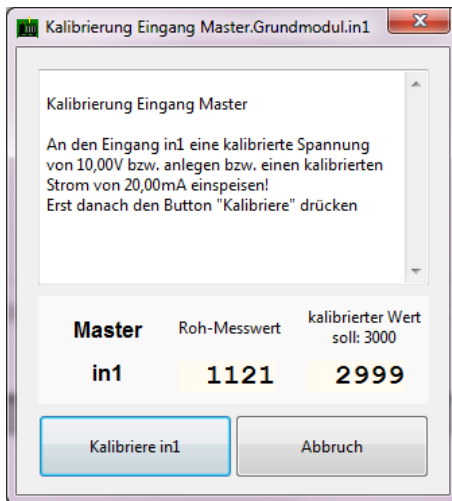 Kalibrierung Eingang Master.Grundmodul.in1
Kalibrierung Eingang Master
An den Eingang in1 eine kalibrierte Spannung
von 10,00V bzw. anlegen bzw. einen kalibrierten
Strom von 20,00mA einspeisen!
Erst danach den Button "Kalibriere" drücken
Master Roh-Messwert kalibrierter Wert
soll: 3000
in1 1121 2999
Kalibriere in1 Abbruch